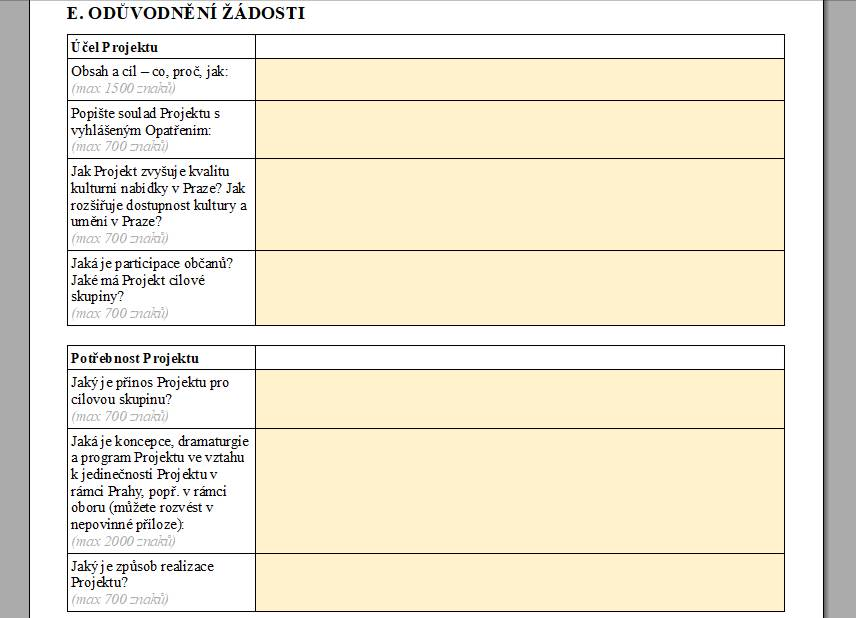 E. ODŮVODNĚNÍ ŽÁDOSTI
Účel Projektu
Obsah a cíl – co, proč, jak:
(max 1500 znaků)
Popište soulad Projektu s
vyhlášeným Opatřením:
(max 700 znaků)
Jak Projekt zvyšuje kvalitu
kulturní nabídky v Praze? Jak
rozšiřuje dostupnost kultury a
umění v Praze?
(max 700 znaků)
Jaká je participace občanů?
Jaké má Projekt cílové
skupiny?
(max 700 znaků)
Potřebnost Projektu
Jaký je přínos Projektu pro
cílovou skupinu?
(max 700 znaků)
Jaká je koncepce, dramaturgie
a program Projektu ve vztahu
k jedinečnosti Projektu v
rámci Prahy, popř. v rámci
oboru (můžete rozvést v
nepovinné příloze):
(max 2000 znaků)
Jaký je způsob realizace
Projektu?
(max 700 znaků)